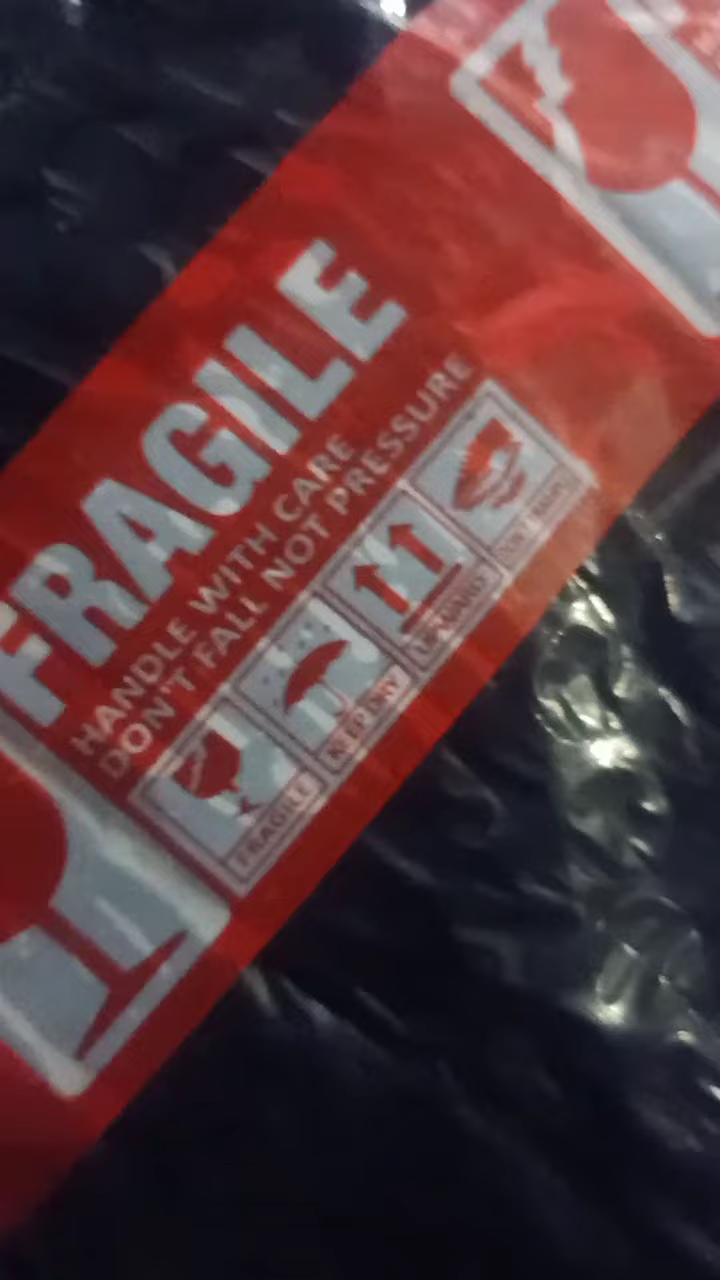 FRAGILE
HANDLE WITH CARE
DON'T FALL NOT PRESSURE
FRAGILE
KEEP DRY
UPWARD